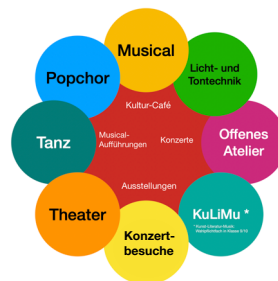 Musical
Popchor
Licht- und
Tontechnik
Kultur-Café
Tanz
Musical-
Aufführungen
Konzerte
Offenes
Atelier
Ausstellungen
Theater
KuLiMu *
* Kunst-Literatur-Musik
Wahlpflichtfach in Klasse 9/10
Konzert-
besuche